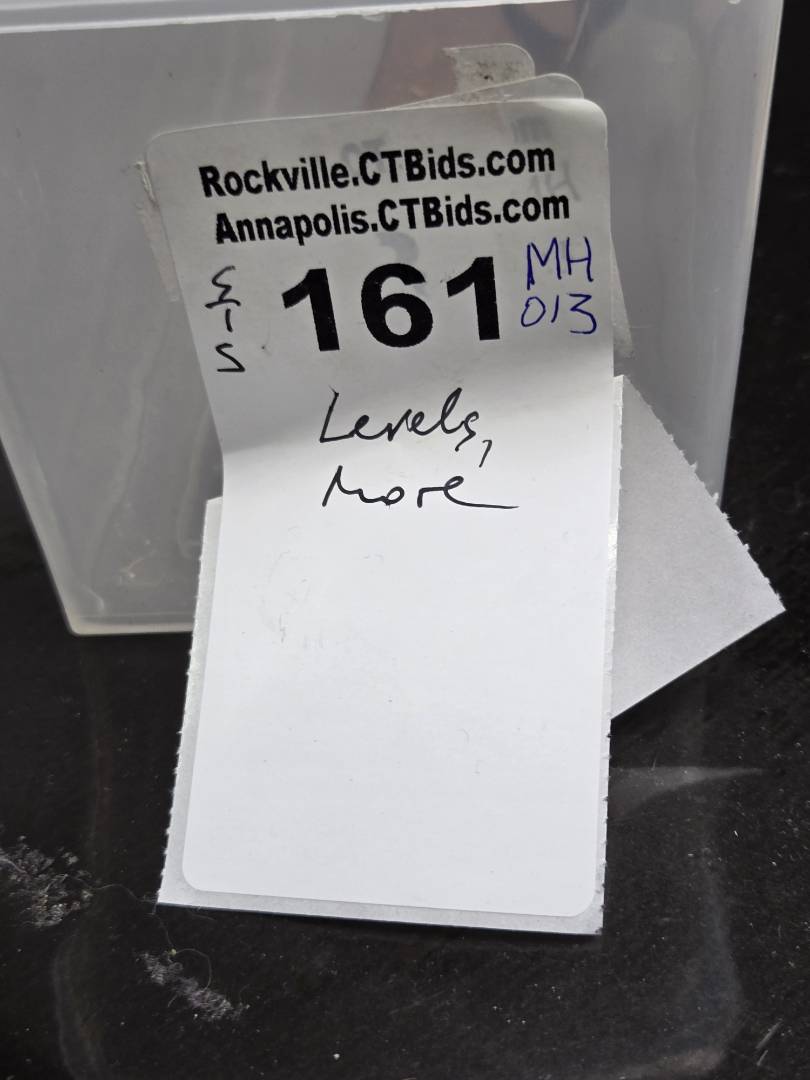 Rockville.CTBids.com
Annapolis.CTBids.com
161
MH
013
Levels,
more